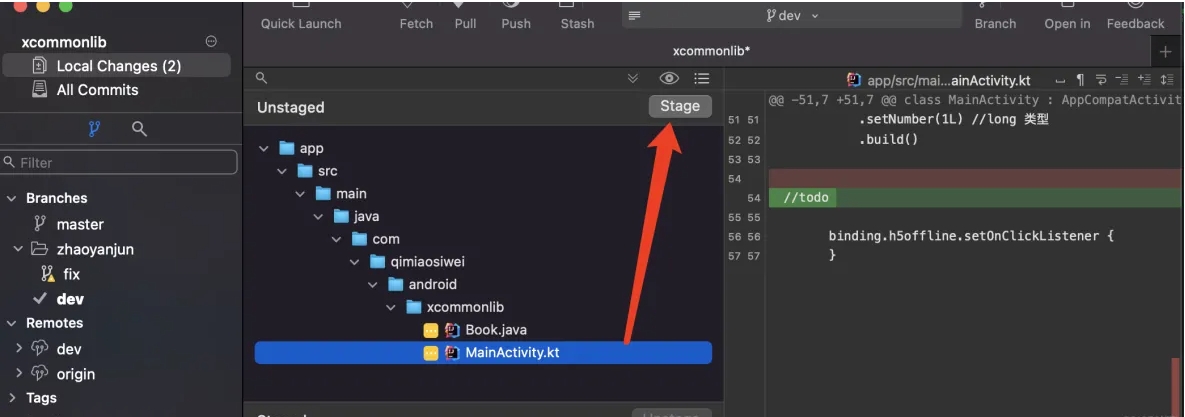 Quick Launch
Fetch
Pull
Push
Stash
dev
Branch
Open in
Feedback
xcommonlib
Local Changes (2)
All Commits
Filter
Branches
master
zhaoyanjun
fix
dev
Remotes
dev
origin
Tags
xcommonlib*
Unstaged
Stage
app
src
main
java
com
qimiaosiwei
android
xcommonlib
Book.java
MainActivity.kt
Unstage
app/src/mai...ainActivity.kt
@@ -51,7 +51,7 @@ class MainActivity : AppCompatActivit
51 51 .setNumber(1L) //long 类型
52 52 .build()
53 53
54
54 //todo
55 55
56 56 binding.h5offline.setOnClickListener {
57 57 }